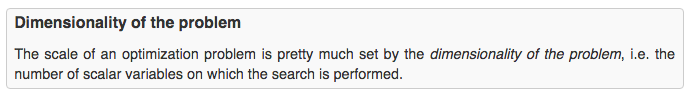 Dimensionality of the problem
The scale of an optimization problem is pretty much set by the dimensionality of the problem, i.e. the
number of scalar variables on which the search is performed.